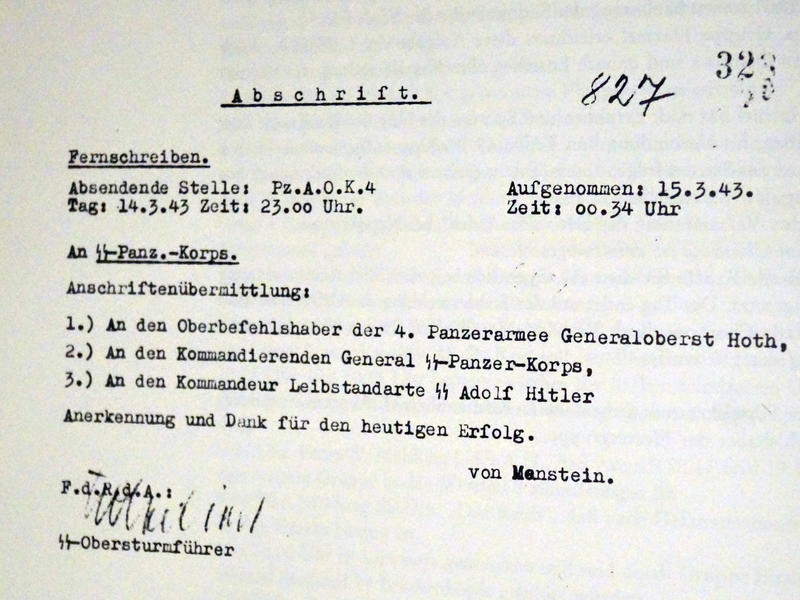 323
827
Abschrift.
Fernschreiben.
Absendende Stelle: Pz.A.O.K.4 Aufgenommen: 15.3.43.
Tag: 14.3.43 Zeit: 23.oo Uhr. Zeit: oo.34 Uhr
An ᛋᛋ-Panz.-Korps.
Anschriftenübermittlung:
1.) An den Oberbefehlshaber der 4. Panzerarmee Generaloberst Hoth,
2.) An den Kommandierenden General ᛋᛋ-Panzer-Korps,
3.) An den Kommandeur Leibstandarte ᛋᛋ Adolf Hitler
Anerkennung und Dank für den heutigen Erfolg.
von Manstein.
F.d.R.d.A.:
ᛋᛋ-Obersturmführer